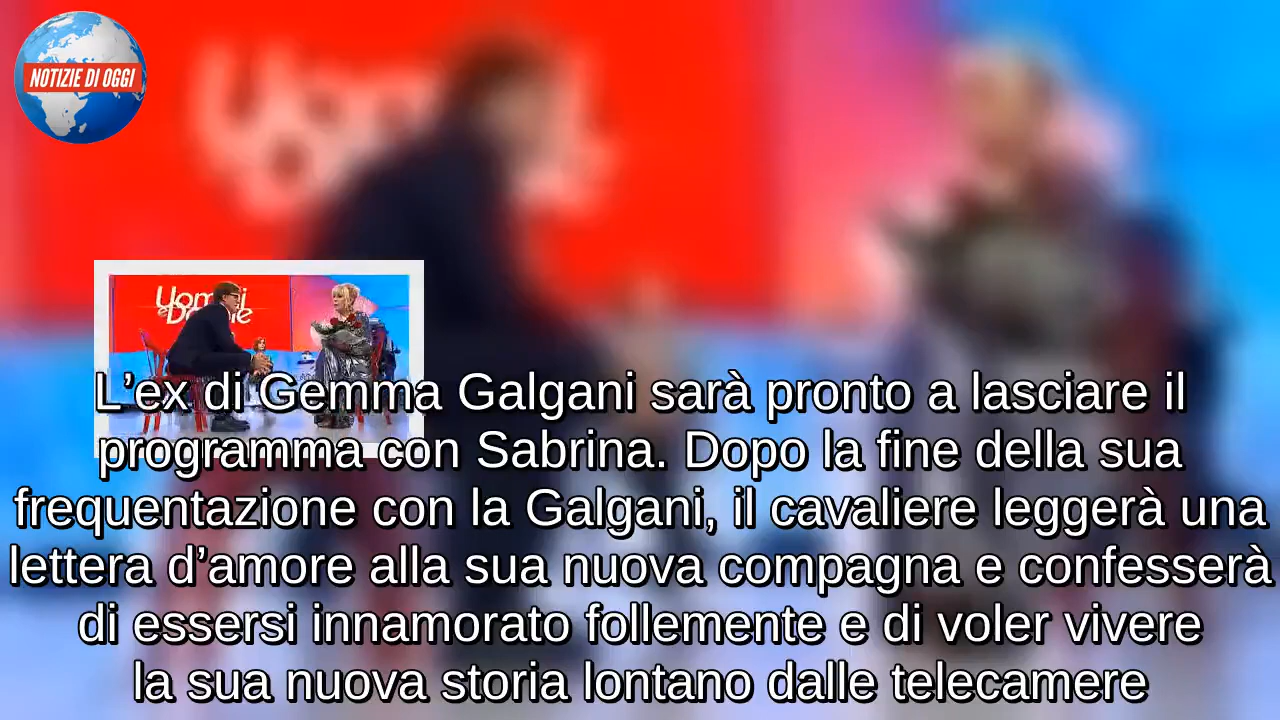 NOTIZIE DI OGGI
Uomini
e Donne
L’ex di Gemma Galgani sarà pronto a lasciare il
programma con Sabrina. Dopo la fine della sua
frequentazione con la Galgani, il cavaliere leggerà una
lettera d’amore alla sua nuova compagna e confesserà
di essersi innamorato follemente e di voler vivere
la sua nuova storia lontano dalle telecamere